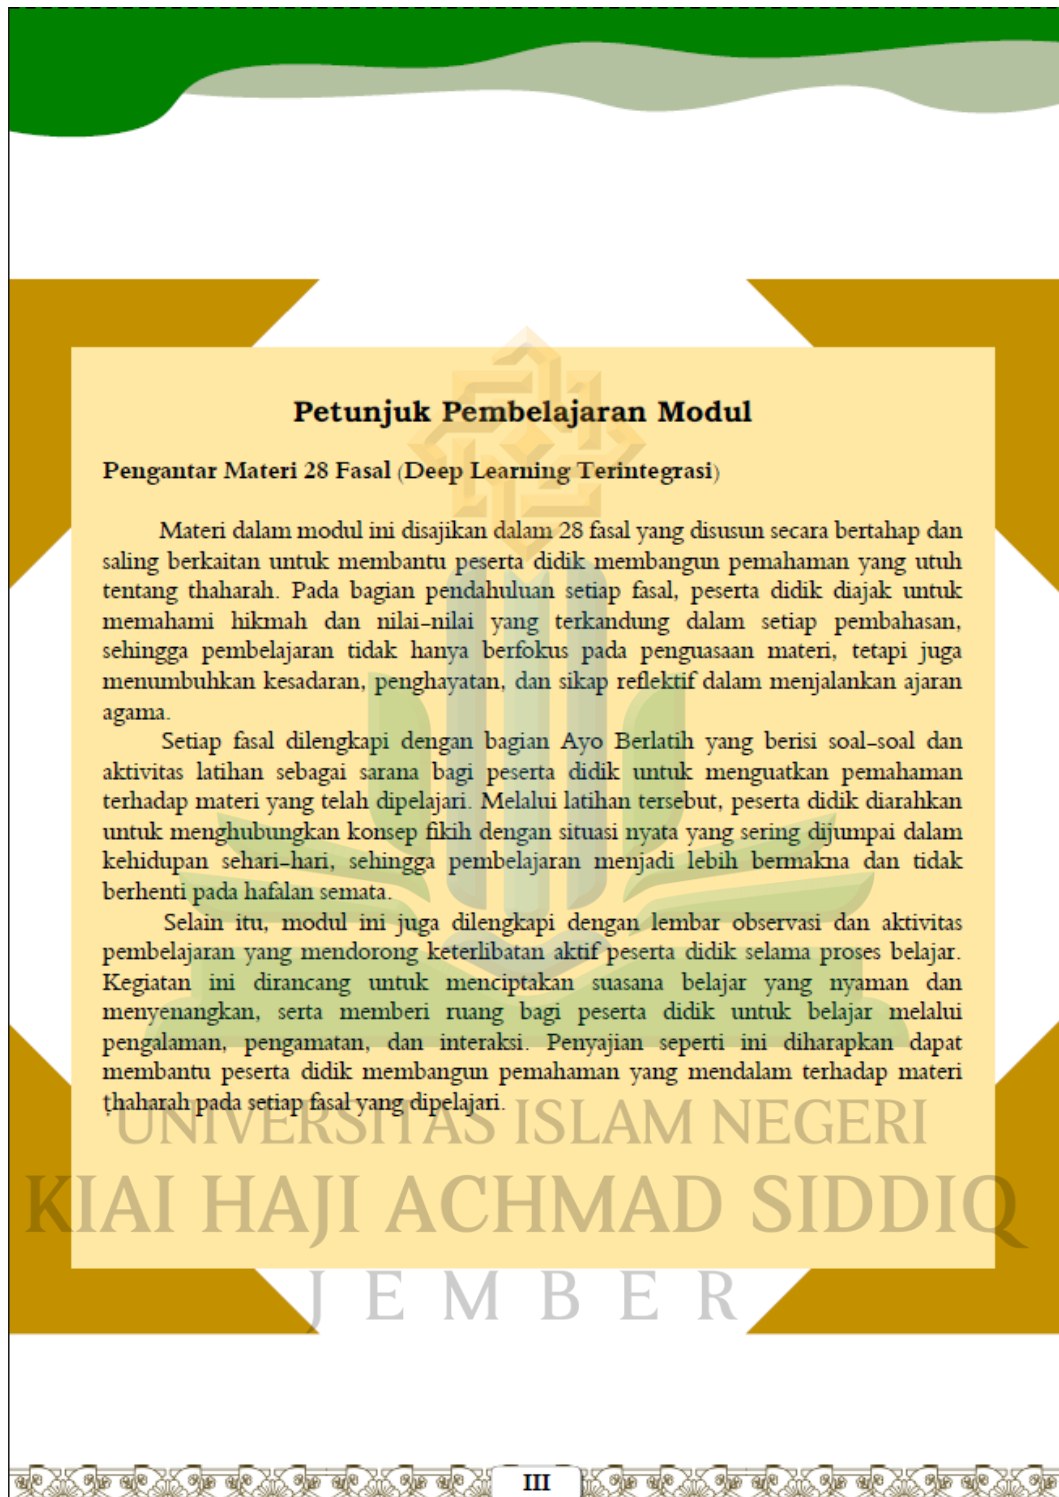 Petunjuk Pembelajaran Modul
Pengantar Materi 28 Fasal (Deep Learning Terintegrasi)
Materi dalam modul ini disajikan dalam 28 fasal yang disusun secara bertahap dan
saling berkaitan untuk membantu peserta didik membangun pemahaman yang utuh
tentang thaharah. Pada bagian pendahuluan setiap fasal, peserta didik diajak untuk
memahami hikmah dan nilai-nilai yang terkandung dalam setiap pembahasan,
sehingga pembelajaran tidak hanya berfokus pada penguasaan materi, tetapi juga
menumbuhkan kesadaran, penghayatan, dan sikap reflektif dalam menjalankan ajaran
agama.
Setiap fasal dilengkapi dengan bagian Ayo Berlatih yang berisi soal-soal dan
aktivitas latihan sebagai sarana bagi peserta didik untuk menguatkan pemahaman
terhadap materi yang telah dipelajari. Melalui latihan tersebut, peserta didik diarahkan
untuk menghubungkan konsep fikih dengan situasi nyata yang sering dijumpai dalam
kehidupan sehari-hari, sehingga pembelajaran menjadi lebih bermakna dan tidak
berhenti pada hafalan semata.
Selain itu, modul ini juga dilengkapi dengan lembar observasi dan aktivitas
pembelajaran yang mendorong keterlibatan aktif peserta didik selama proses belajar.
Kegiatan ini dirancang untuk menciptakan suasana belajar yang nyaman dan
menyenangkan, serta memberi ruang bagi peserta didik untuk belajar melalui
pengalaman, pengamatan, dan interaksi. Penyajian seperti ini diharapkan dapat
membantu peserta didik membangun pemahaman yang mendalam terhadap materi
ṭhaharah pada setiap fasal yang dipelajari.
UNIVERSITAS ISLAM NEGERI
KIAI HAJI ACHMAD SIDDIQ
JEMBER
III